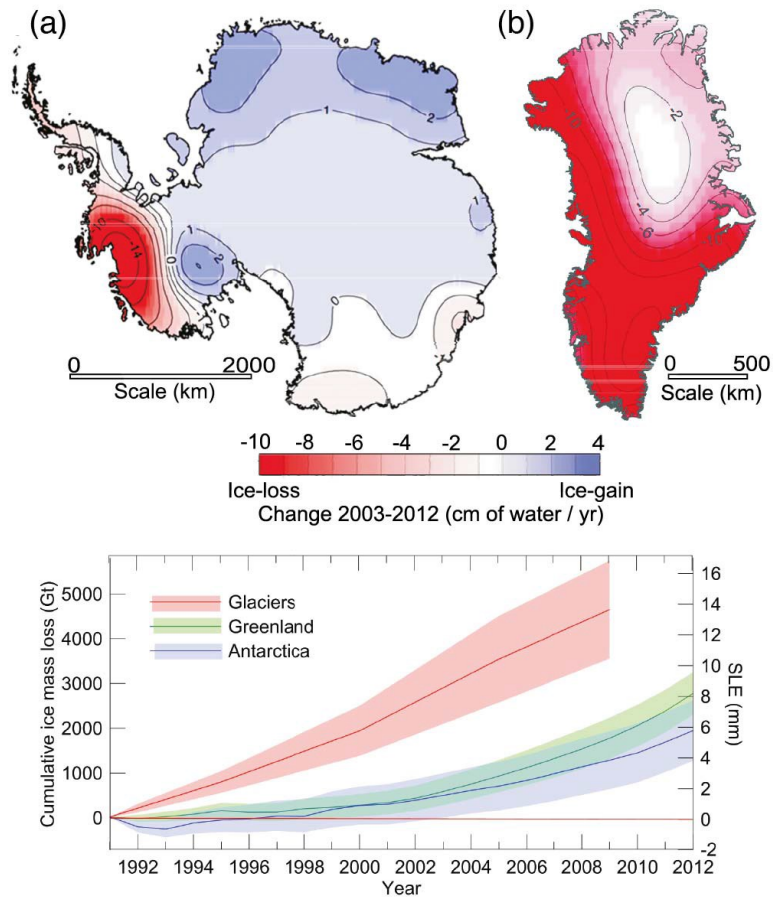 (a)
(b)
1
2
1
0
-14
0
1
0
-2
-4
-6
-10
0 2000
Scale (km)
0 500
Scale (km)
-10 -8 -6 -4 -2 0 2 4
Ice-loss Ice-gain
Change 2003-2012 (cm of water / yr)
Cumulative ice mass loss (Gt)
5000
4000
3000
2000
1000
0
Glaciers
Greenland
Antarctica
16
14
12
10
8
6
4
2
0
-2
SLE (mm)
1992 1994 1996 1998 2000 2002 2004 2006 2008 2010 2012
Year